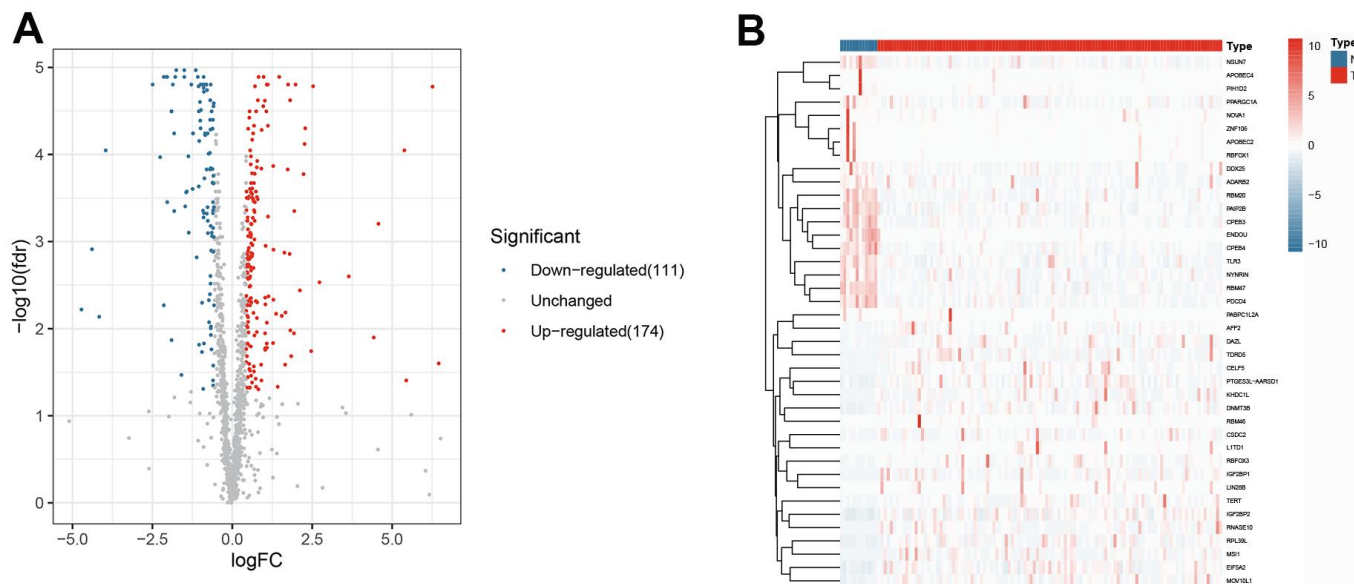 A
5
4
3
2
1
0
−log10(fdr)
−5.0
−2.5
0.0
2.5
5.0
logFC
Significant
Down−regulated(111)
Unchanged
Up−regulated(174)
B
Type
NSUN7
APOBEC4
PIH1D2
PPARGC1A
NOVA1
ZNF106
APOBEC2
RBFOX1
DDX25
ADARB2
RBM20
PAIP2B
CPEB3
ENDOU
CPEB4
TLR3
NYNRIN
RBM47
PDCD4
PABPC1L2A
AFF2
DAZL
TDRD5
CELF5
PTGES3L−AARSD1
KHDC1L
DNMT3B
RBM46
CSDC2
L1TD1
RBFOX3
IGF2BP1
LIN28B
TERT
IGF2BP2
RNASE10
RPL39L
MSI1
EIF5A2
MOV10L1
10
5
0
−5
−10
Type
N
T